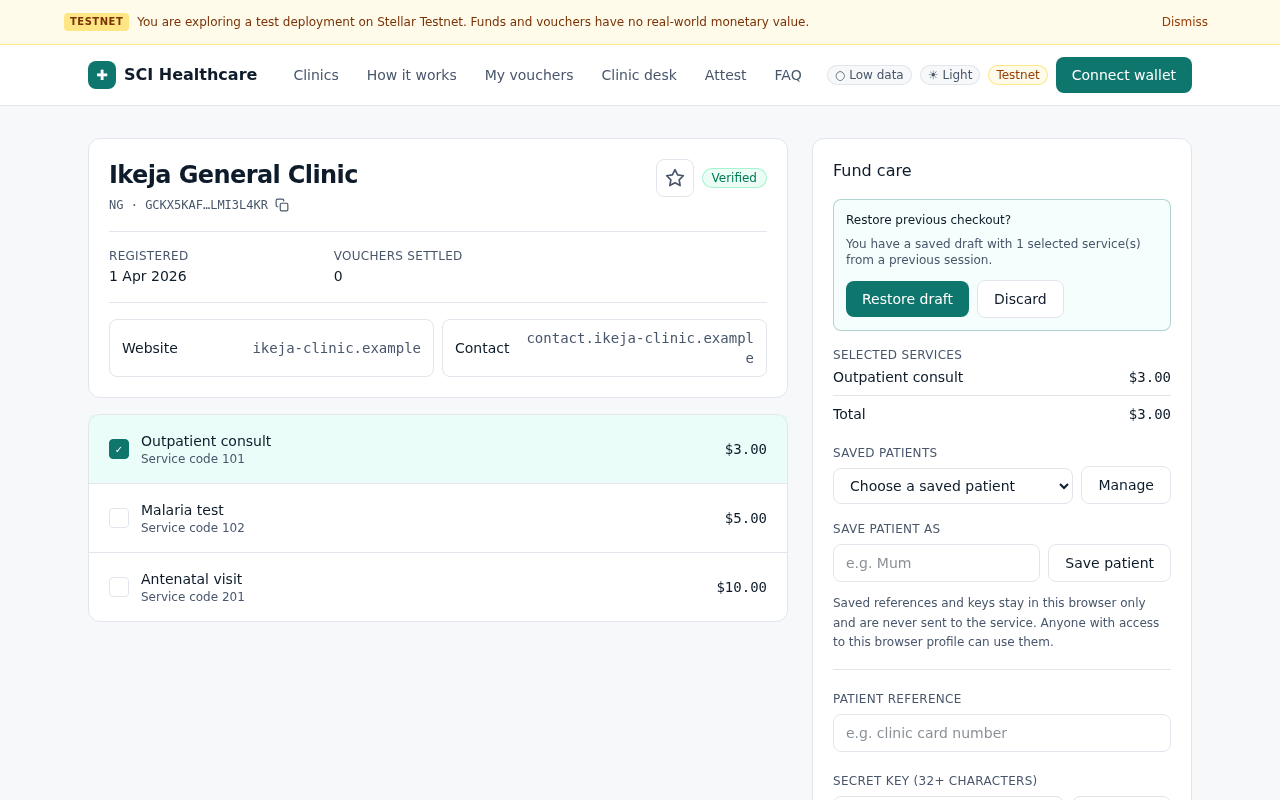 TESTNET You are exploring a test deployment on Stellar Testnet. Funds and vouchers have no real-world monetary value. Dismiss
SCI Healthcare Clinics How it works My vouchers Clinic desk Attest FAQ Low data Light Testnet Connect wallet
Ikeja General Clinic
Verified
NG · GCKX5KAF…LMI3L4KR
REGISTERED VOUCHERS SETTLED
1 Apr 2026 0
Website ikeja-clinic.example
Contact contact.ikeja-clinic.exampl
e
Outpatient consult
Service code 101
$3.00
Malaria test
Service code 102
$5.00
Antenatal visit
Service code 201
$10.00
Fund care
Restore previous checkout?
You have a saved draft with 1 selected service(s)
from a previous session.
Restore draft Discard
SELECTED SERVICES
Outpatient consult $3.00
Total $3.00
SAVED PATIENTS
Choose a saved patient Manage
SAVE PATIENT AS
e.g. Mum Save patient
Saved references and keys stay in this browser only
and are never sent to the service. Anyone with access
to this browser profile can use them.
PATIENT REFERENCE
e.g. clinic card number
SECRET KEY (32+ CHARACTERS)